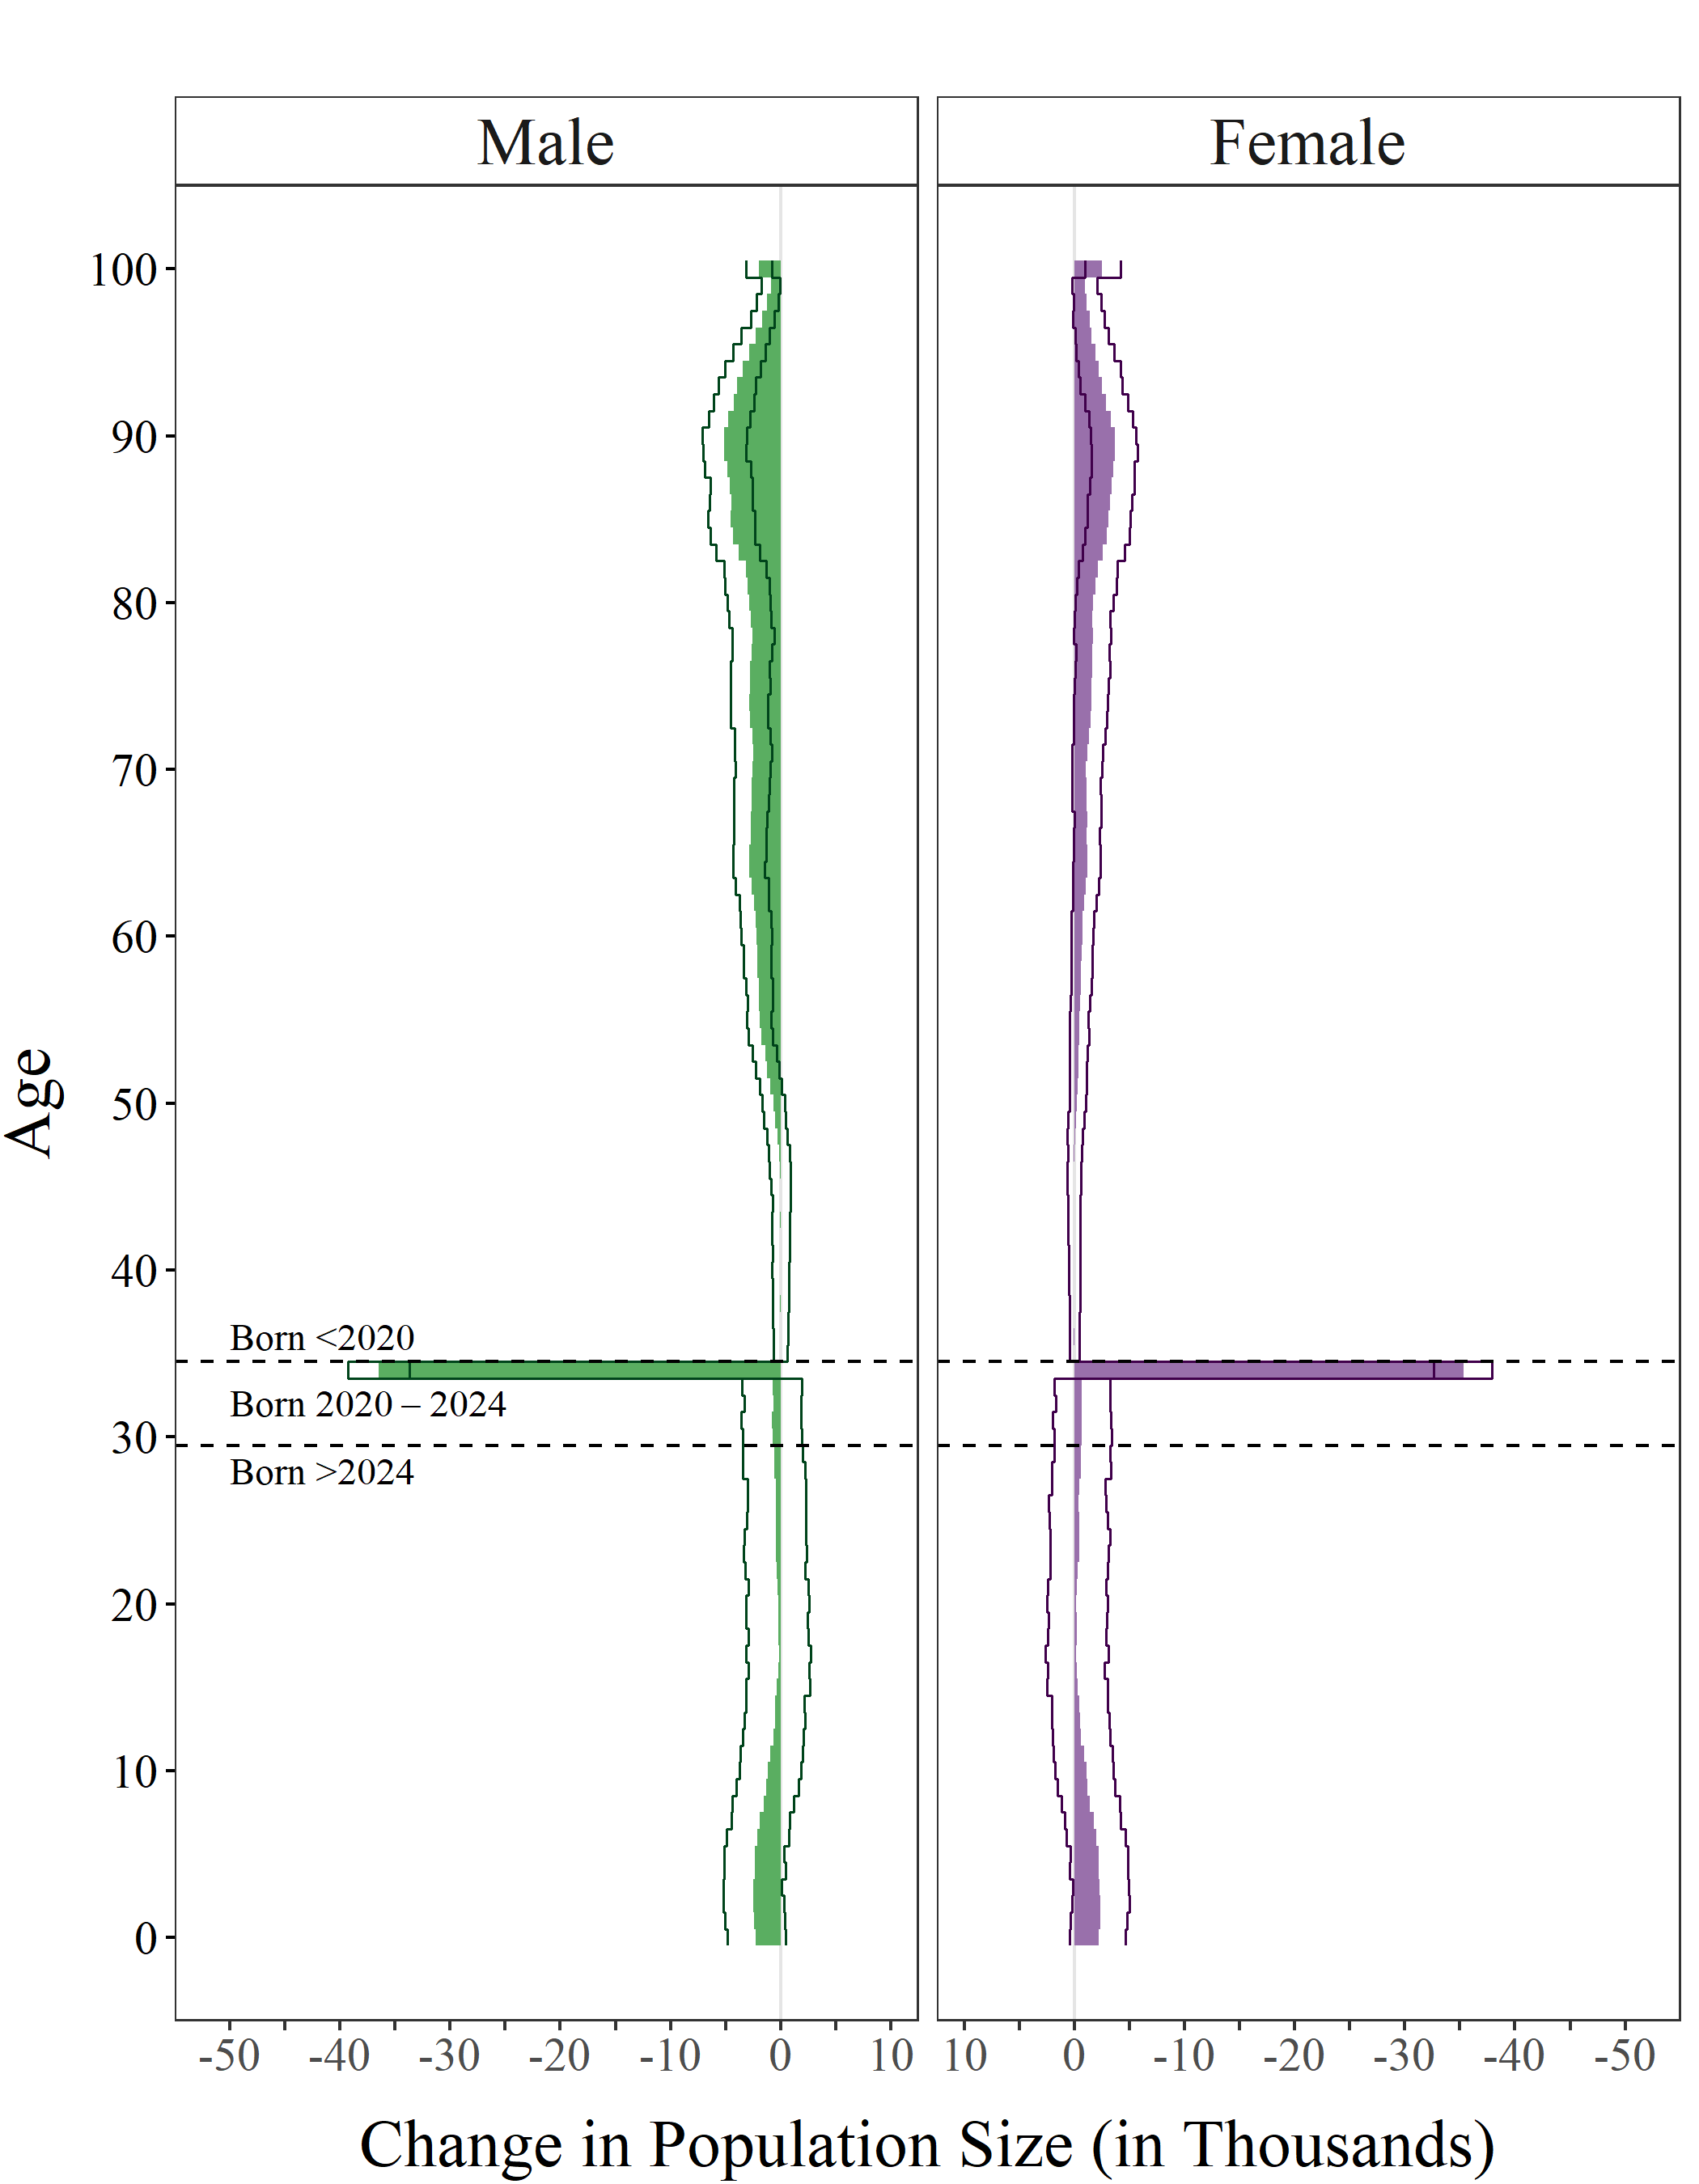 Male Female
100
90
80
70
60
50
40
30
20
10
0
Age
Born <2020
Born 2020 – 2024
Born >2024
-50 -40 -30 -20 -10 0 10 10 0 -10 -20 -30 -40 -50
Change in Population Size (in Thousands)